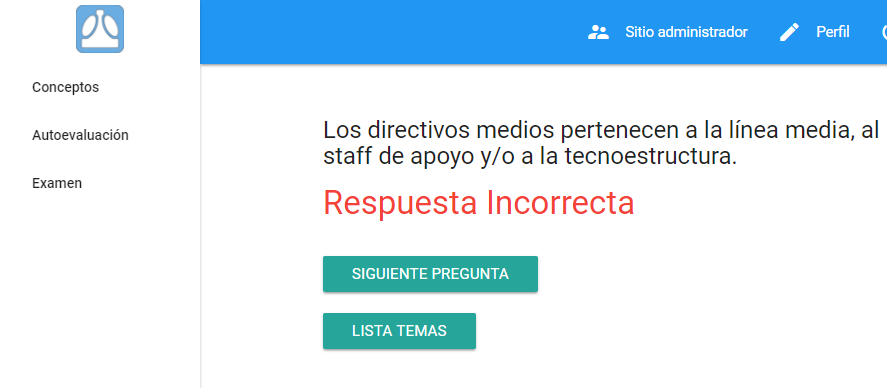 Sitio administrador
Perfil
Conceptos
Autoevaluación
Examen
Los directivos medios pertenecen a la línea media, al
staff de apoyo y/o a la tecnoestructura.
Respuesta Incorrecta
SIGUIENTE PREGUNTA
LISTA TEMAS